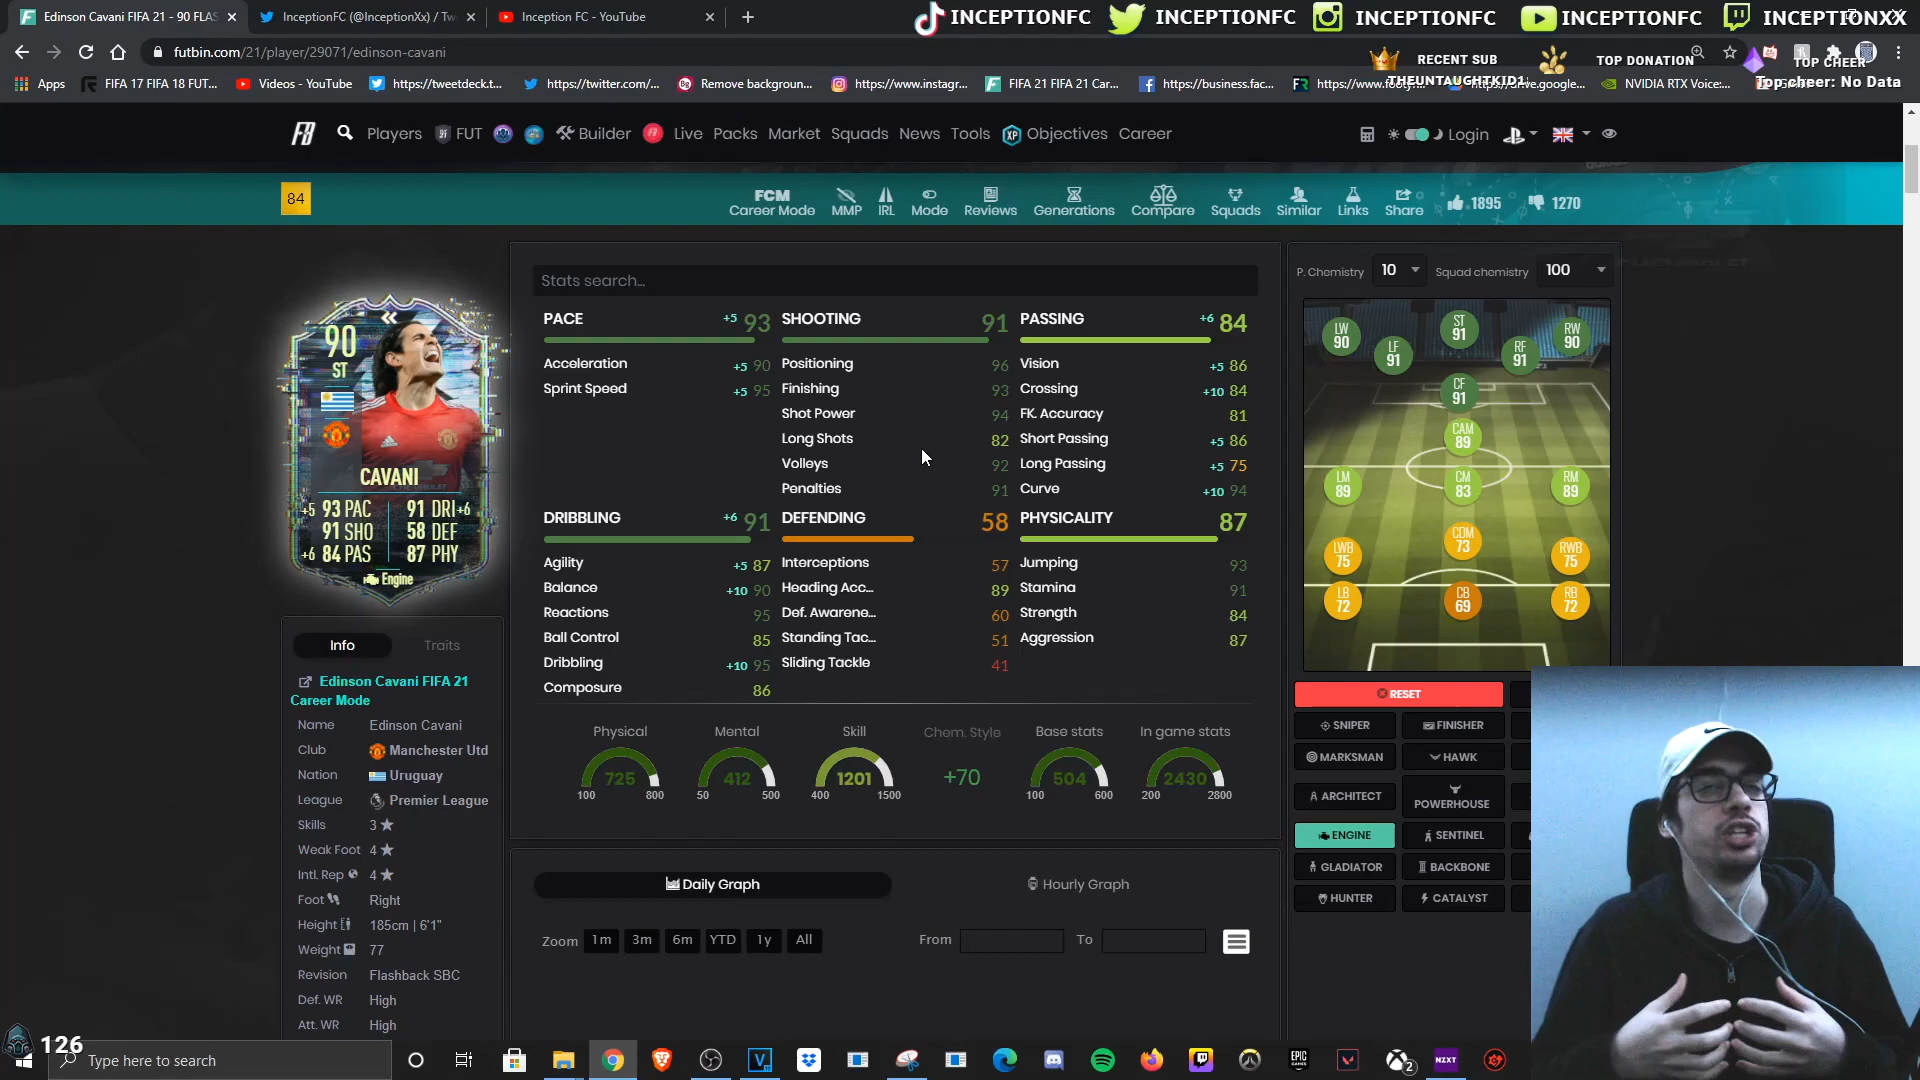 Edinson Cavani FIFA 21 - 90 FLAS
InceptionFC (@InceptionXx) / Tw
Inception FC - YouTube
INCEPTIONFC INCEPTIONFC INCEPTIONFC INCEPTIONFC INCEPTIONXX
futbin.com/21/player/29071/edinson-cavani
RECENT SUB
THEUNTAUGHTKID1
TOP DONATION
TOP CHEER
Top cheer: No Data
Apps FIFA 17 FIFA 18 FUT... Videos - YouTube https://tweetdeck.t... https://twitter.com/... Remove backgroun... https://www.instagr... FIFA 21 FIFA 21 Car... https://business.fac... NVIDIA RTX Voice:...
Players FUT Builder Live Packs Market Squads News Tools Objectives Career Login
84
FCM
Career Mode MMP IRL Mode Reviews Generations Compare Squads Similar Links Share 1895 1270
Stats search...
P. Chemistry 10 Squad chemistry 100
90
ST
CAVANI
+5 93 PAC 91 DRI +6
91 SHO 58 DEF
+6 84 PAS 87 PHY
Engine
PACE +5 93
Acceleration +5 90
Sprint Speed +5 95
SHOOTING 91
Positioning 96
Finishing 93
Shot Power 94
Long Shots 82
Volleys 92
Penalties 91
PASSING +6 84
Vision +5 86
Crossing +10 84
FK. Accuracy 81
Short Passing +5 86
Long Passing +5 75
Curve +10 94
DRIBBLING +6 91
Agility +5 87
Balance +10 90
Reactions 95
Ball Control 85
Dribbling +10 95
Composure 86
DEFENDING 58
Interceptions 57
Heading Acc... 89
Def. Awarene... 60
Standing Tac... 51
Sliding Tackle 41
PHYSICALITY 87
Jumping 93
Stamina 91
Strength 84
Aggression 87
LW 90
LF 91
ST 91
RF 91
RW 90
CF 91
CAM 89
LM 89
CM 83
RM 89
LWB 75
CDM 73
RWB 75
LB 72
CB 69
RB 72
Physical 725 100 800
Mental 412 50 500
Skill 1201 400 1500
Chem. Style +70
Base stats 504 100 600
In game stats 2430 200 2800
Info Traits
Edinson Cavani FIFA 21
Career Mode
Name Edinson Cavani
Club Manchester Utd
Nation Uruguay
League Premier League
Skills 3
Weak Foot 4
Intl. Rep 4
Foot Right
Height 185cm | 6'1"
Weight 77
Revision Flashback SBC
Def. WR High
Att. WR High
RESET
SNIPER FINISHER
MARKSMAN HAWK
ARCHITECT POWERHOUSE
ENGINE SENTINEL
GLADIATOR BACKBONE
HUNTER CATALYST
Daily Graph Hourly Graph
Zoom 1m 3m 6m YTD 1y All From To
126
Type here to search
EPIC GAMES
2
NZXT